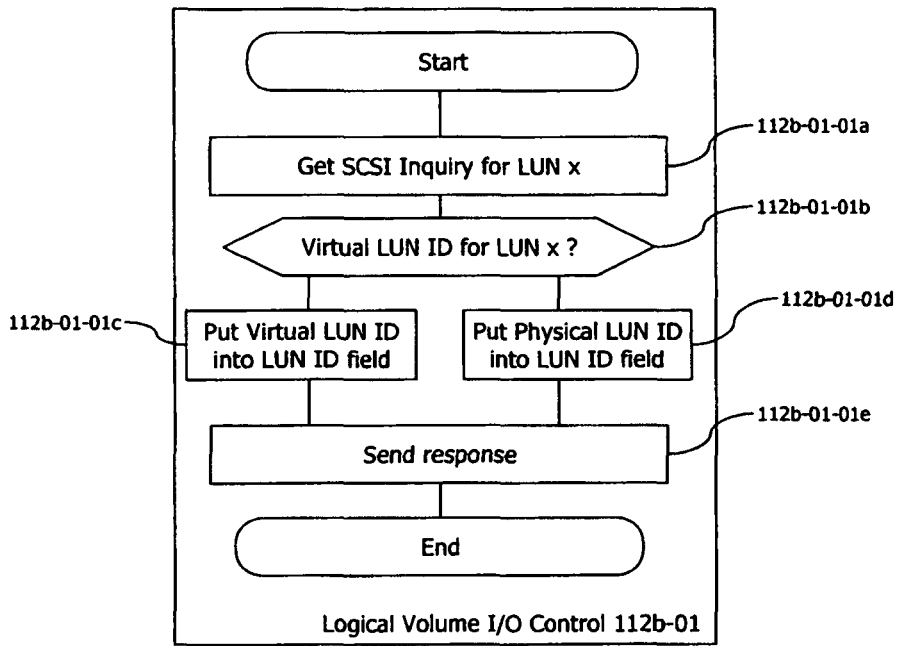 Start
112b-01-01a
Get SCSI Inquiry for LUN x
112b-01-01b
Virtual LUN ID for LUN x ?
112b-01-01c
Put Virtual LUN ID
into LUN ID field
112b-01-01d
Put Physical LUN ID
into LUN ID field
112b-01-01e
Send response
End
Logical Volume I/O Control 112b-01